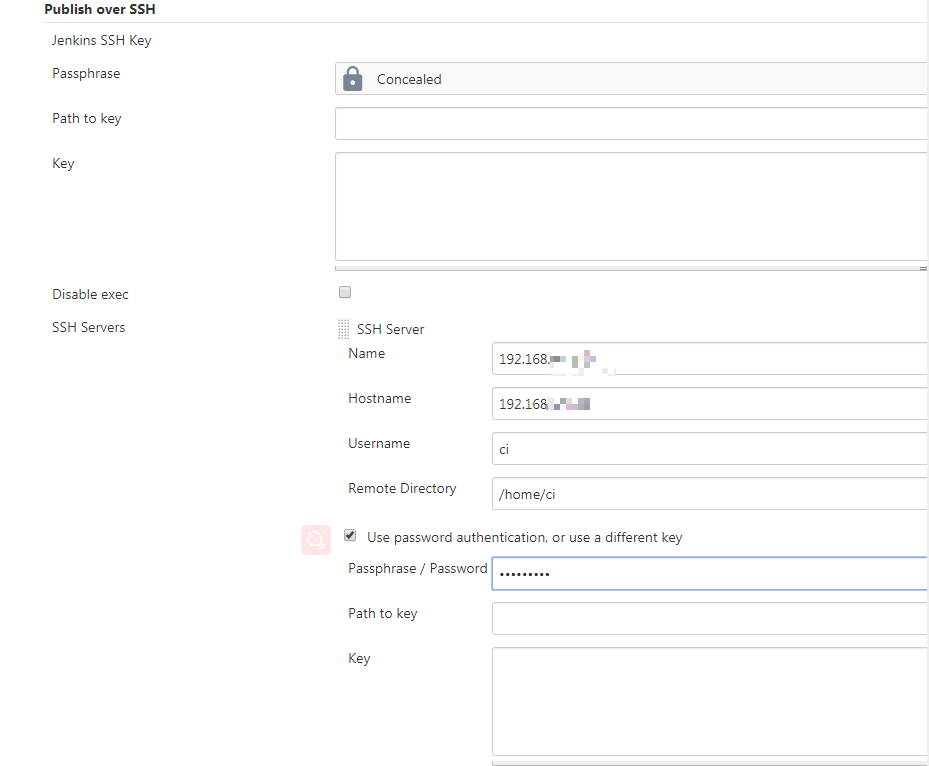 Publish over SSH
Jenkins SSH Key
Passphrase
Concealed
Path to key
Key
Disable exec
SSH Servers
SSH Server
Name
192.168.
Hostname
192.168
Username
ci
Remote Directory
/home/ci
Use password authentication, or use a different key
Passphrase / Password
•••••••••
Path to key
Key